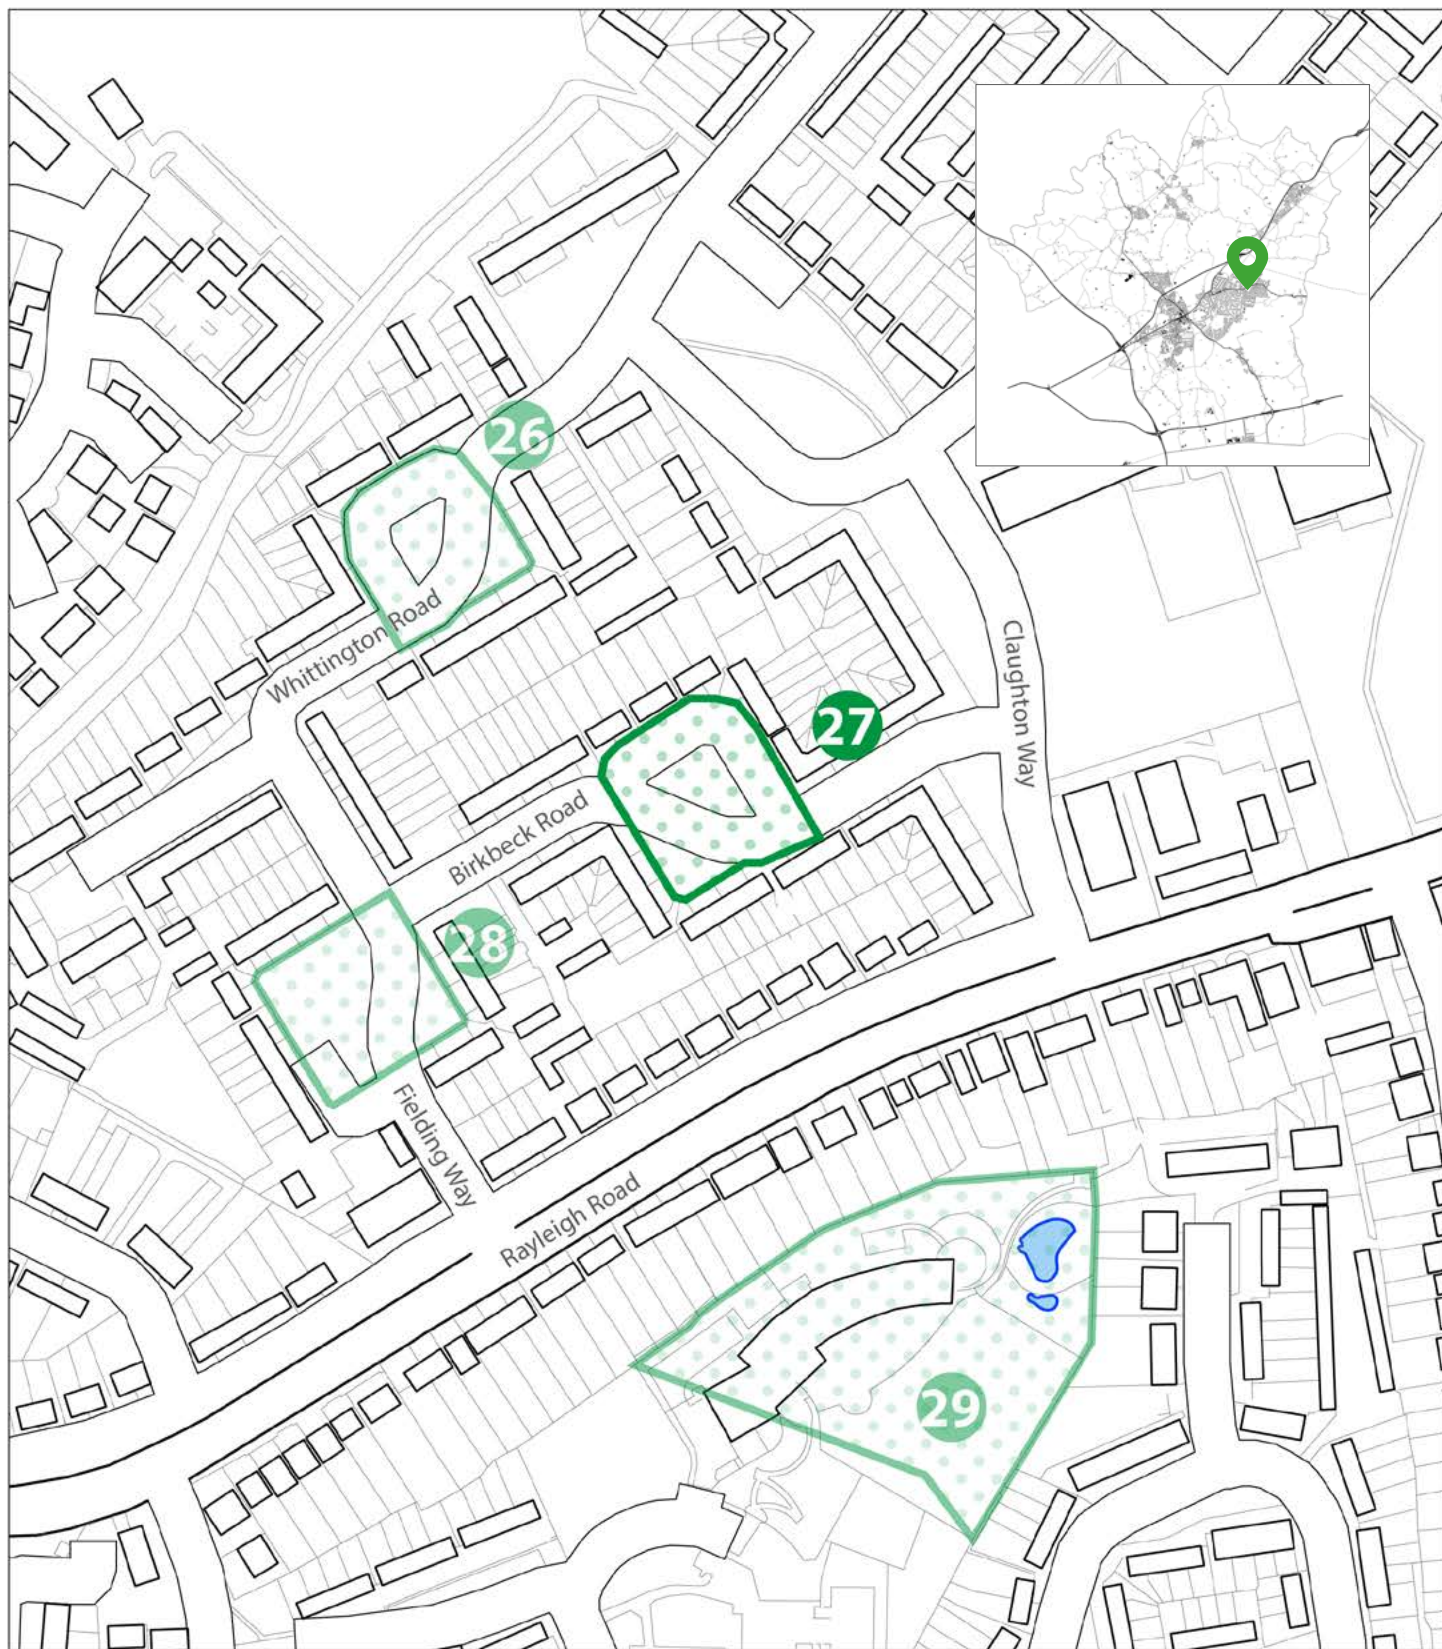 26
Whittington Road
Claughton Way
27
Birkbeck Road
28
Fielding Way
Rayleigh Road
29